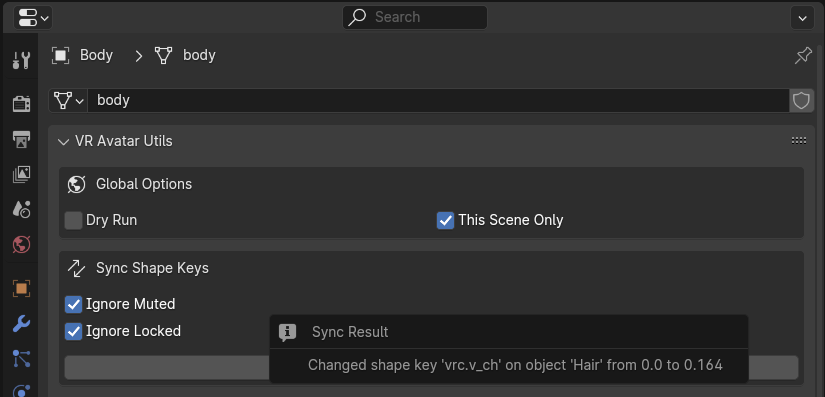 Search
Body > body
body
VR Avatar Utils
Global Options
Dry Run This Scene Only
Sync Shape Keys
Ignore Muted
Ignore Locked
Sync Result
Changed shape key 'vrc.v_ch' on object 'Hair' from 0.0 to 0.164